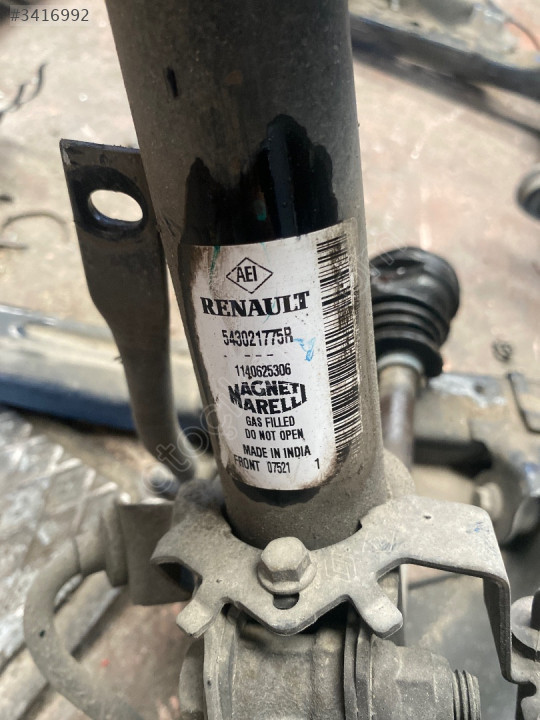 #3416992
AEI
RENAULT
543021775R
- - -
1140625306
MAGNETI
MARELLI
GAS FILLED
DO NOT OPEN
MADE IN INDIA
FRONT 07521 1